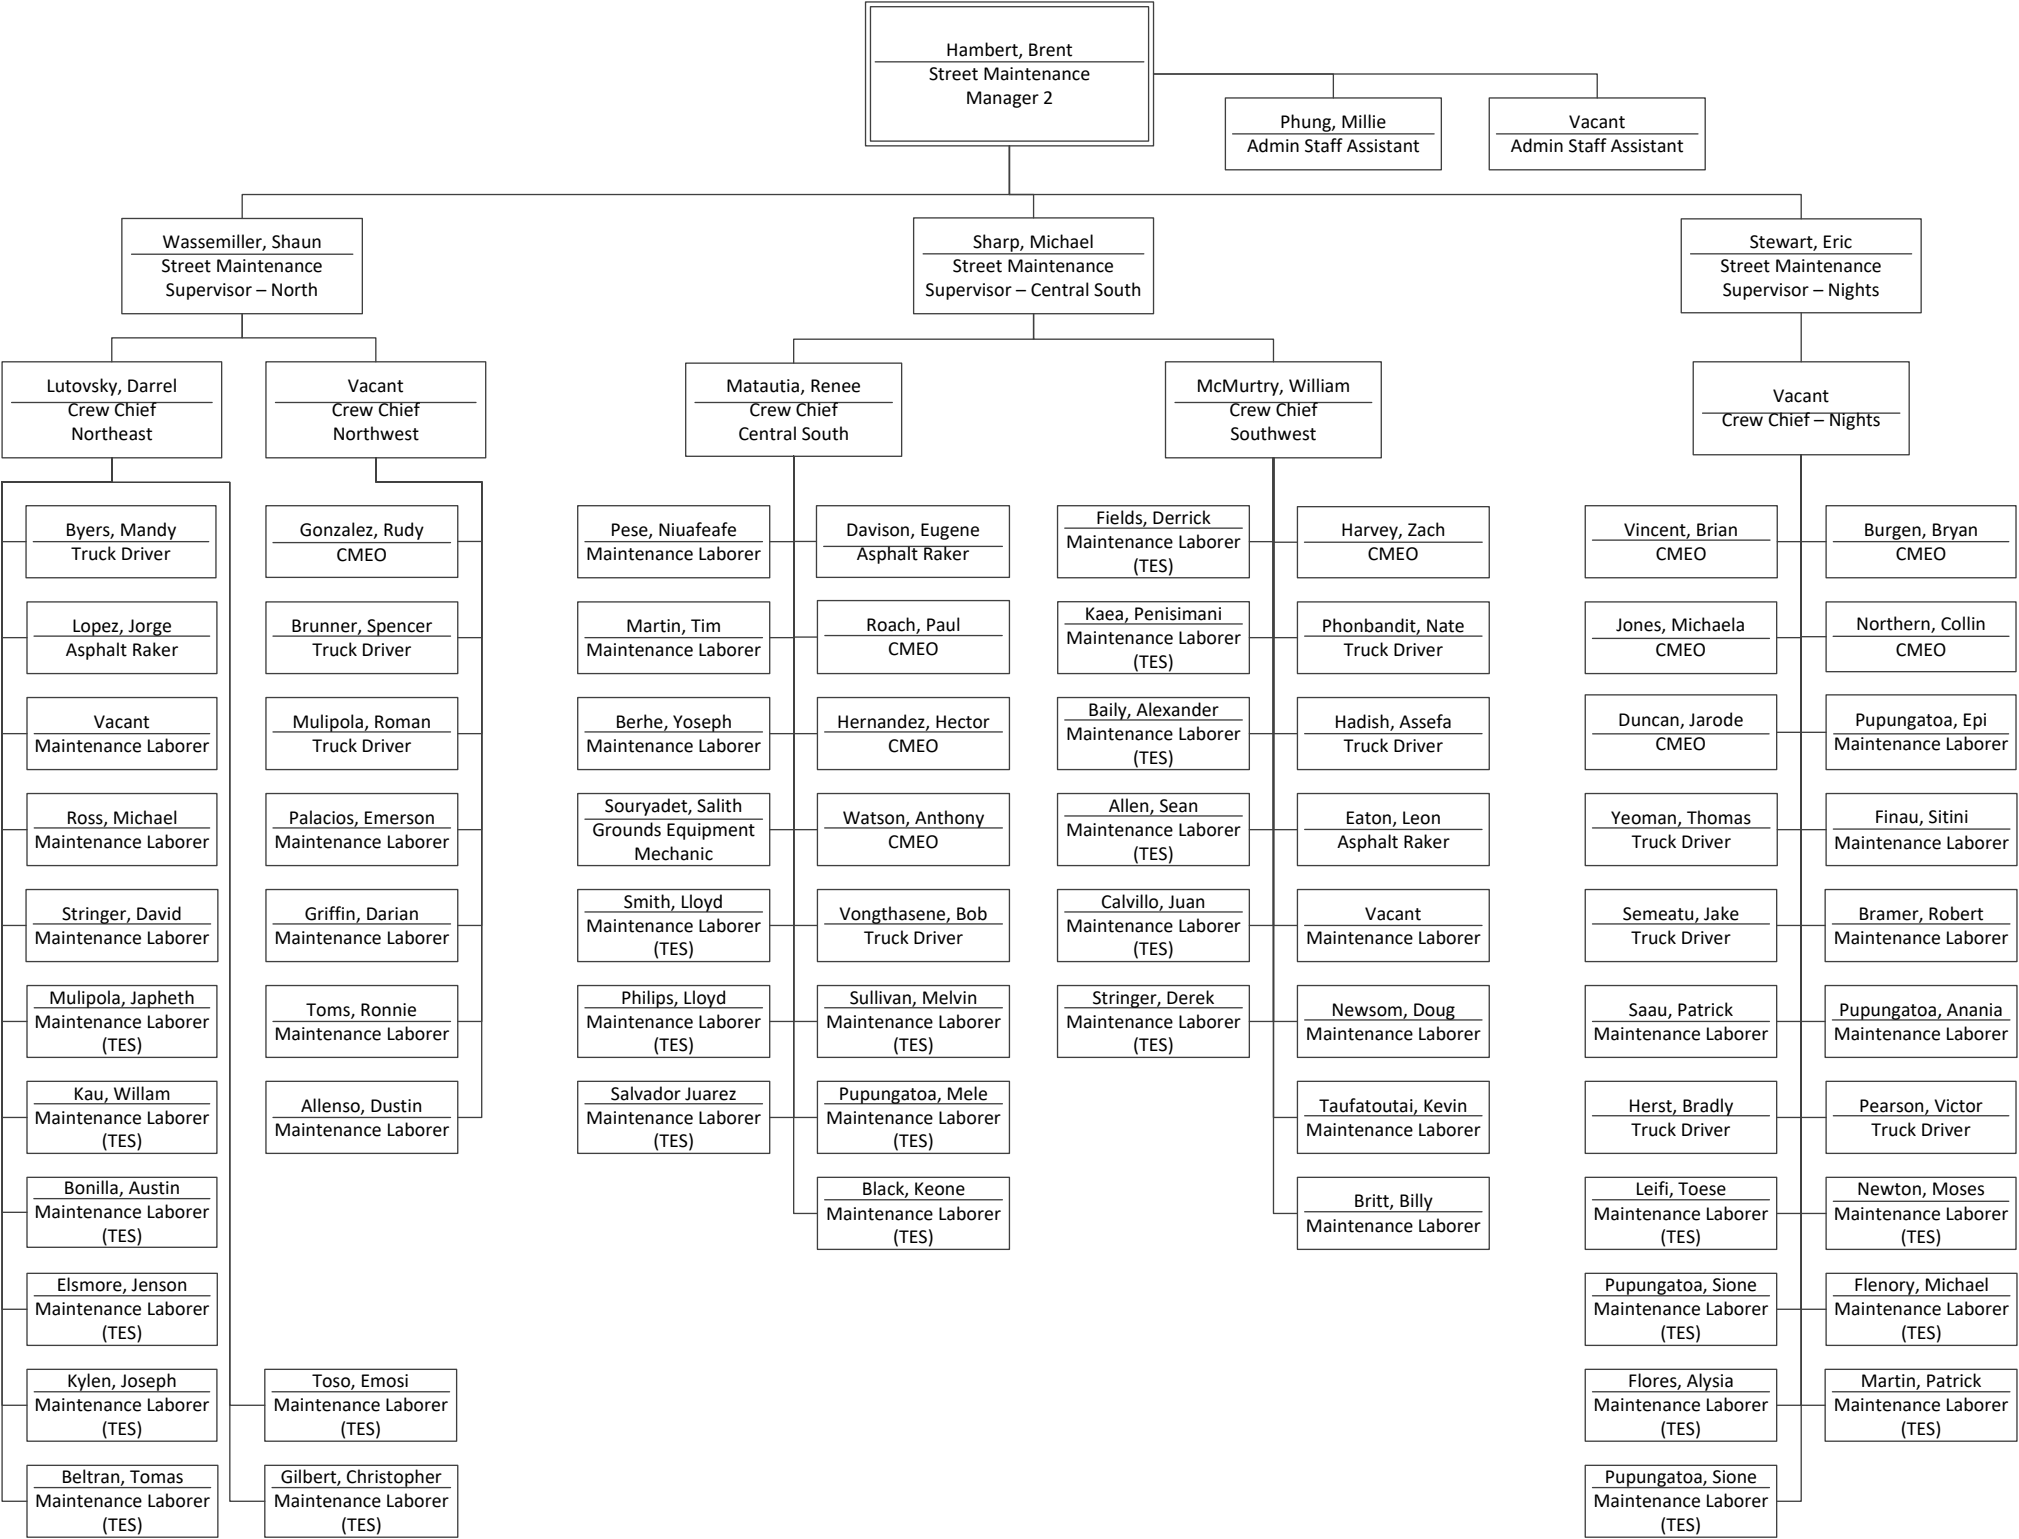 Hambert, Brent
Street Maintenance
Manager 2
Phung, Millie
Admin Staff Assistant
Vacant
Admin Staff Assistant
Wassemiller, Shaun
Street Maintenance
Supervisor – North
Sharp, Michael
Street Maintenance
Supervisor – Central South
Stewart, Eric
Street Maintenance
Supervisor – Nights
Lutovsky, Darrel
Crew Chief
Northeast
Vacant
Crew Chief
Northwest
Matautia, Renee
Crew Chief
Central South
McMurtry, William
Crew Chief
Southwest
Vacant
Crew Chief – Nights
Byers, Mandy
Truck Driver
Lopez, Jorge
Asphalt Raker
Vacant
Maintenance Laborer
Ross, Michael
Maintenance Laborer
Stringer, David
Maintenance Laborer
Mulipola, Japheth
Maintenance Laborer
(TES)
Kau, Willam
Maintenance Laborer
(TES)
Bonilla, Austin
Maintenance Laborer
(TES)
Elsmore, Jenson
Maintenance Laborer
(TES)
Kylen, Joseph
Maintenance Laborer
(TES)
Beltran, Tomas
Maintenance Laborer
(TES)
Toso, Emosi
Maintenance Laborer
(TES)
Gilbert, Christopher
Maintenance Laborer
(TES)
Gonzalez, Rudy
CMEO
Brunner, Spencer
Truck Driver
Mulipola, Roman
Truck Driver
Palacios, Emerson
Maintenance Laborer
Griffin, Darian
Maintenance Laborer
Toms, Ronnie
Maintenance Laborer
Allenso, Dustin
Maintenance Laborer
Pese, Niuafeafe
Maintenance Laborer
Martin, Tim
Maintenance Laborer
Berhe, Yoseph
Maintenance Laborer
Souryadet, Salith
Grounds Equipment
Mechanic
Smith, Lloyd
Maintenance Laborer
(TES)
Philips, Lloyd
Maintenance Laborer
(TES)
Salvador Juarez
Maintenance Laborer
(TES)
Davison, Eugene
Asphalt Raker
Roach, Paul
CMEO
Hernandez, Hector
CMEO
Watson, Anthony
CMEO
Vongthasene, Bob
Truck Driver
Sullivan, Melvin
Maintenance Laborer
(TES)
Pupungatoa, Mele
Maintenance Laborer
(TES)
Black, Keone
Maintenance Laborer
(TES)
Fields, Derrick
Maintenance Laborer
(TES)
Kaea, Penisimani
Maintenance Laborer
(TES)
Baily, Alexander
Maintenance Laborer
(TES)
Allen, Sean
Maintenance Laborer
(TES)
Calvillo, Juan
Maintenance Laborer
(TES)
Stringer, Derek
Maintenance Laborer
(TES)
Harvey, Zach
CMEO
Phonbandit, Nate
Truck Driver
Hadish, Assefa
Truck Driver
Eaton, Leon
Asphalt Raker
Vacant
Maintenance Laborer
Newsom, Doug
Maintenance Laborer
Taufatoutai, Kevin
Maintenance Laborer
Britt, Billy
Maintenance Laborer
Vincent, Brian
CMEO
Jones, Michaela
CMEO
Duncan, Jarode
CMEO
Yeoman, Thomas
Truck Driver
Semeatu, Jake
Truck Driver
Saau, Patrick
Maintenance Laborer
Herst, Bradly
Truck Driver
Leifi, Toese
Maintenance Laborer
(TES)
Pupungatoa, Sione
Maintenance Laborer
(TES)
Flores, Alysia
Maintenance Laborer
(TES)
Pupungatoa, Sione
Maintenance Laborer
(TES)
Burgen, Bryan
CMEO
Northern, Collin
CMEO
Pupungatoa, Epi
Maintenance Laborer
Finau, Sitini
Maintenance Laborer
Bramer, Robert
Maintenance Laborer
Pupungatoa, Anania
Maintenance Laborer
Pearson, Victor
Truck Driver
Newton, Moses
Maintenance Laborer
(TES)
Flenory, Michael
Maintenance Laborer
(TES)
Martin, Patrick
Maintenance Laborer
(TES)